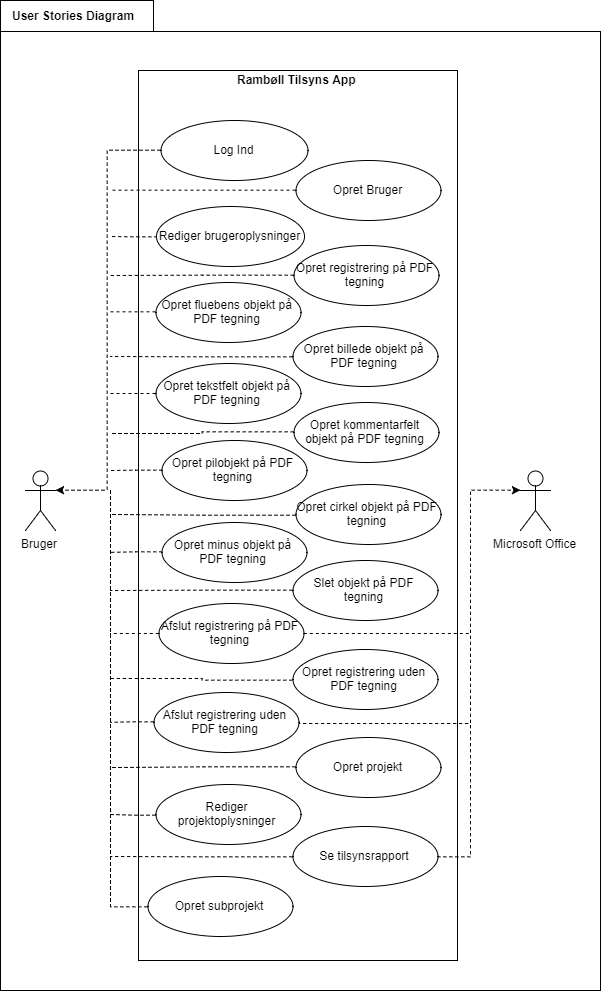 User Stories Diagram
Rambøll Tilsyns App
Log Ind
Opret Bruger
Rediger brugeroplysninger
Opret registrering på PDF
tegning
Opret fluebens objekt på
PDF tegning
Opret billede objekt på
PDF tegning
Opret tekstfelt objekt på
PDF tegning
Opret kommentarfelt
objekt på PDF tegning
Opret pilobjekt på PDF
tegning
Opret cirkel objekt på PDF
tegning
Bruger
Microsoft Office
Opret minus objekt på
PDF tegning
Slet objekt på PDF
tegning
Afslut registrering på PDF
tegning
Opret registrering uden
PDF tegning
Afslut registrering uden
PDF tegning
Opret projekt
Rediger
projektoplysninger
Se tilsynsrapport
Opret subprojekt